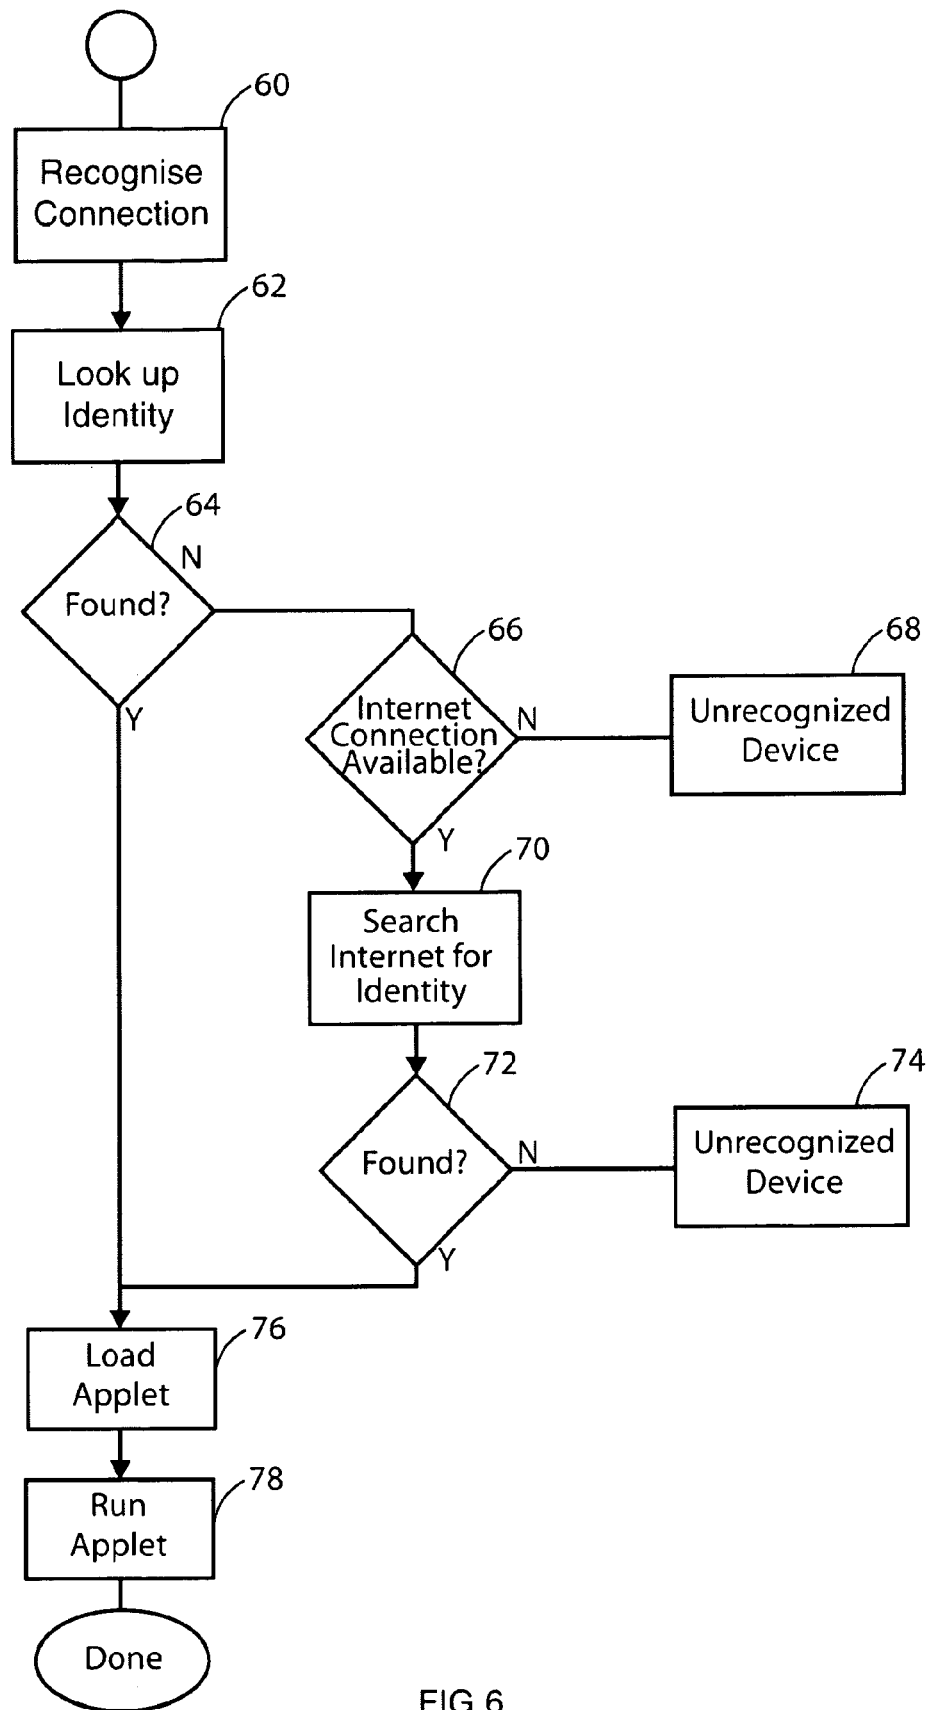 60
Recognise
Connection
62
Look up
Identity
64
N
Found?
Y
66
Internet
Connection
Available?
N
Y
68
Unrecognized
Device
70
Search
Internet for
Identity
72
Found?
N
Y
74
Unrecognized
Device
76
Load
Applet
78
Run
Applet
Done
FIG 6